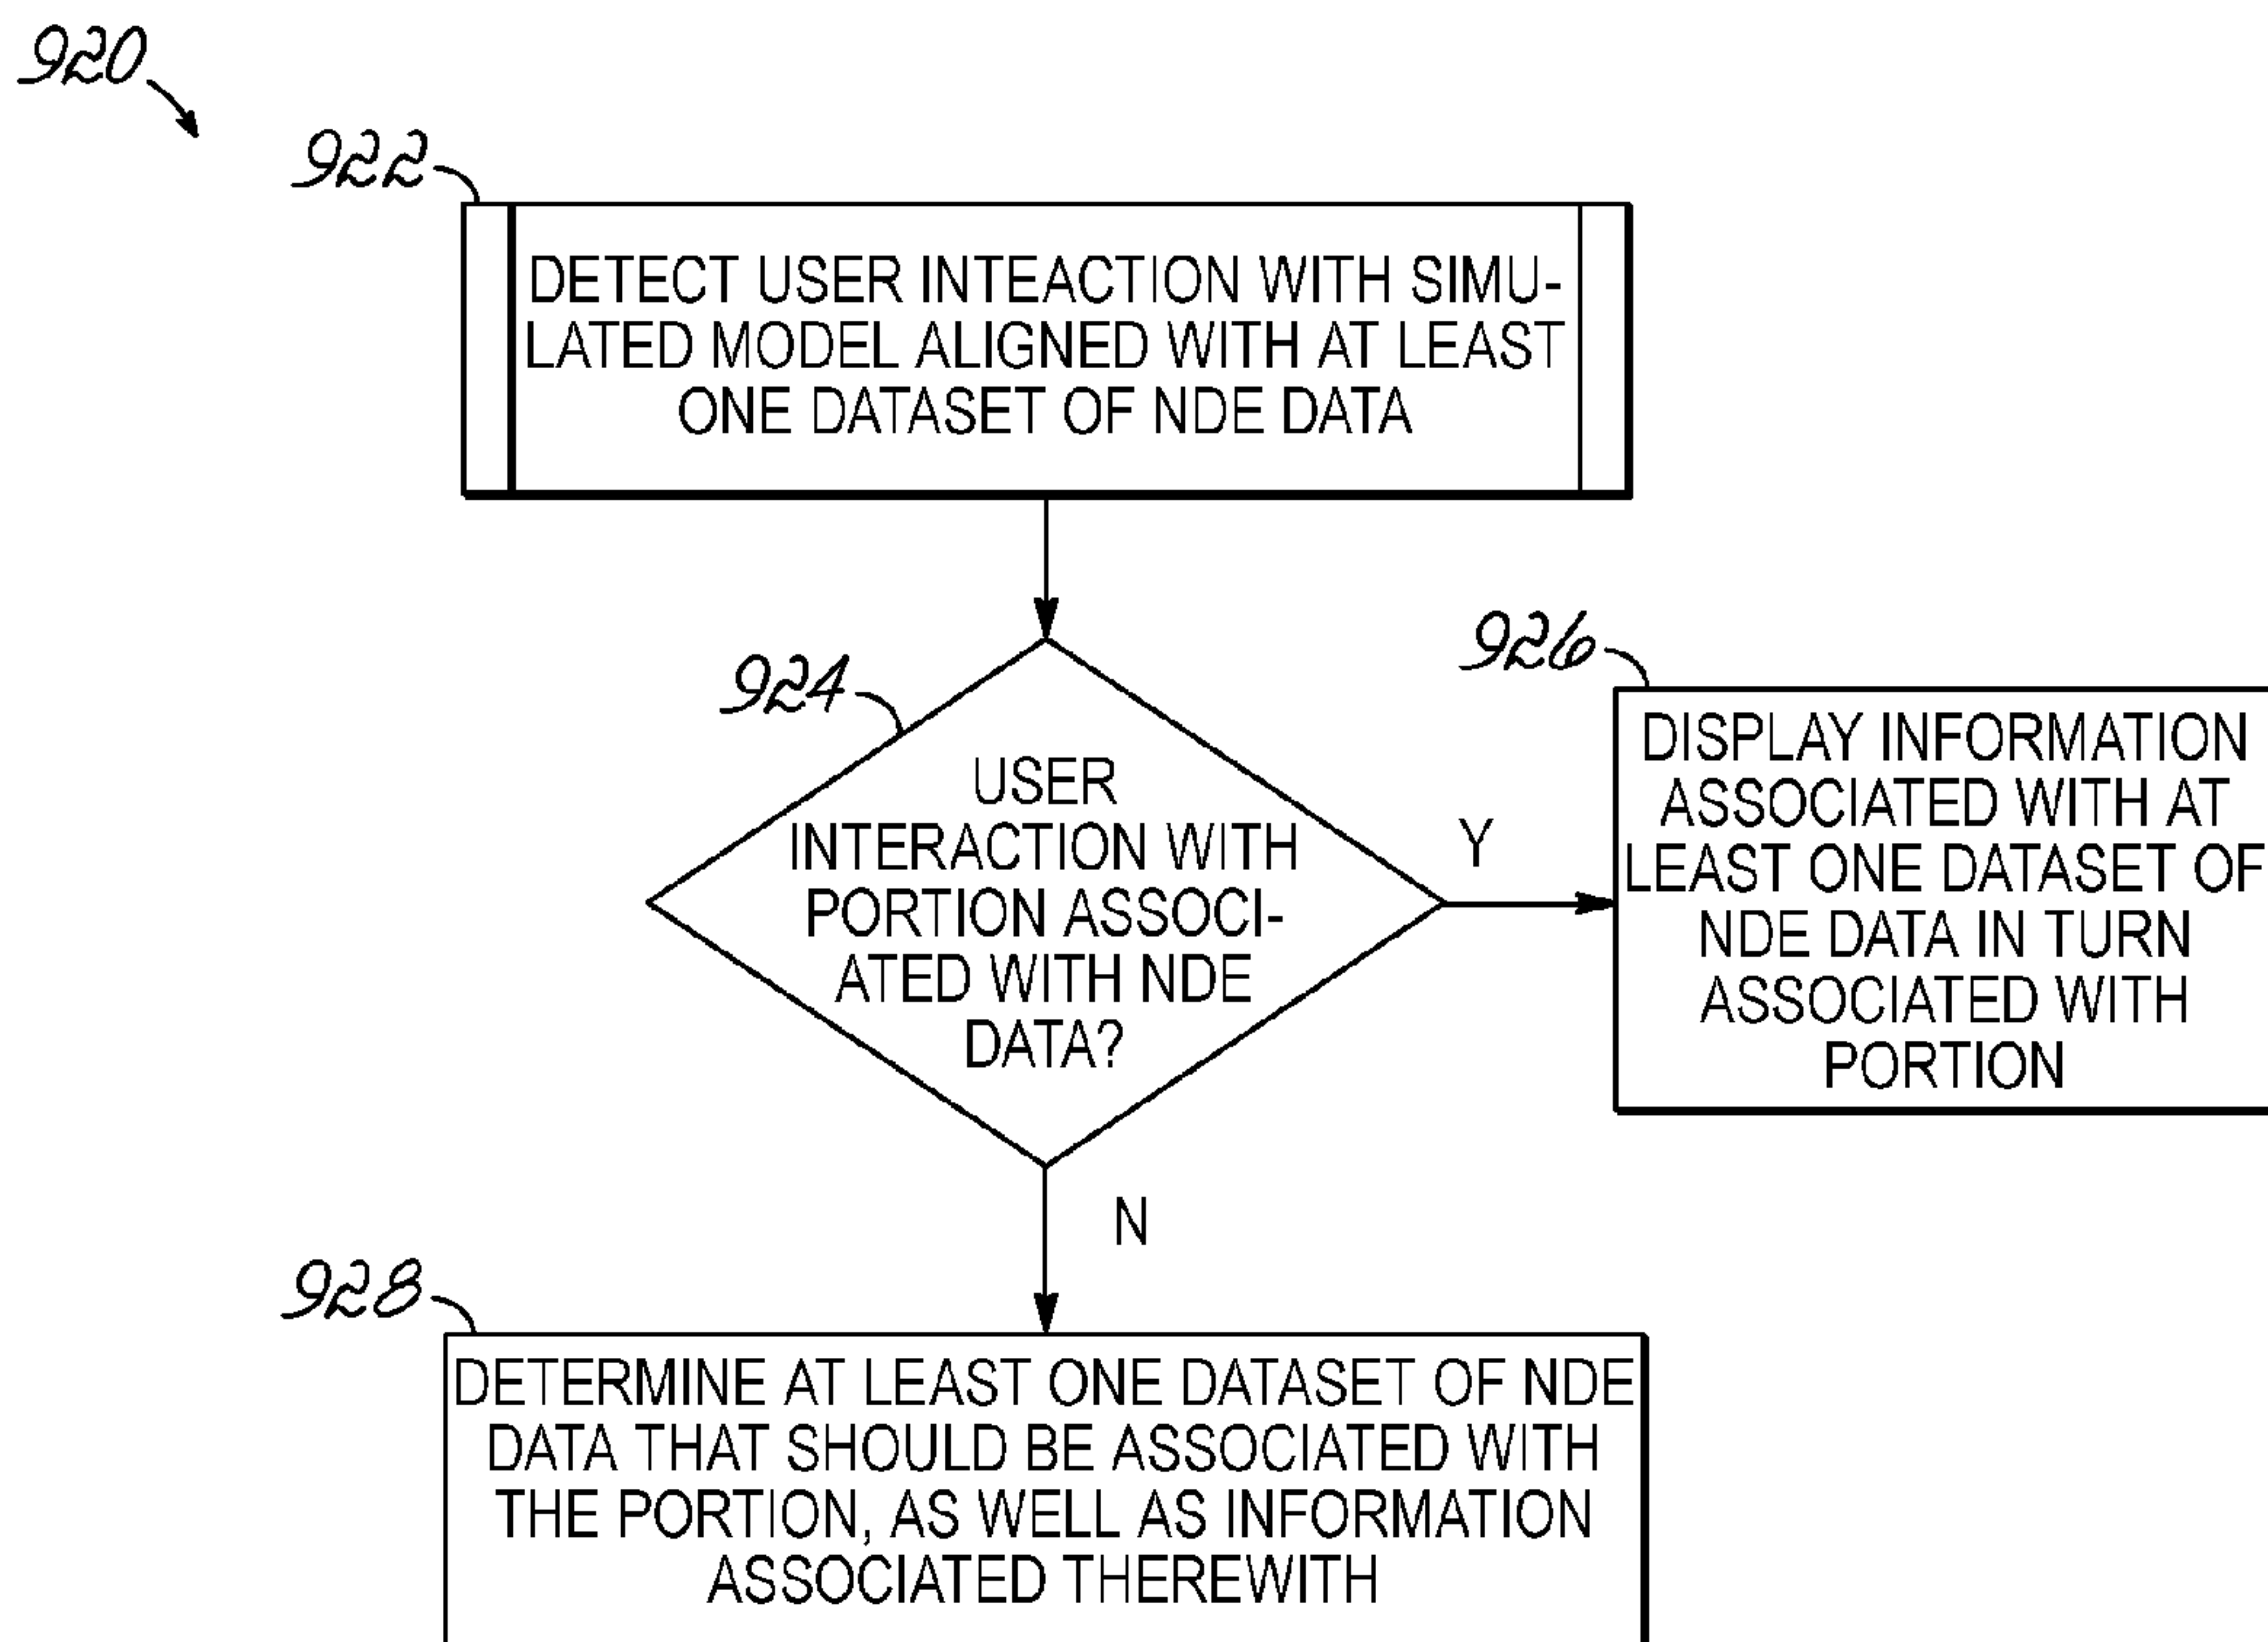 920
922
DETECT USER INTEACTION WITH SIMU-
LATED MODEL ALIGNED WITH AT LEAST
ONE DATASET OF NDE DATA
924
USER
INTERACTION WITH
PORTION ASSOCI-
ATED WITH NDE
DATA?
Y
926
DISPLAY INFORMATION
ASSOCIATED WITH AT
LEAST ONE DATASET OF
NDE DATA IN TURN
ASSOCIATED WITH
PORTION
N
928
DETERMINE AT LEAST ONE DATASET OF NDE
DATA THAT SHOULD BE ASSOCIATED WITH
THE PORTION, AS WELL AS INFORMATION
ASSOCIATED THEREWITH